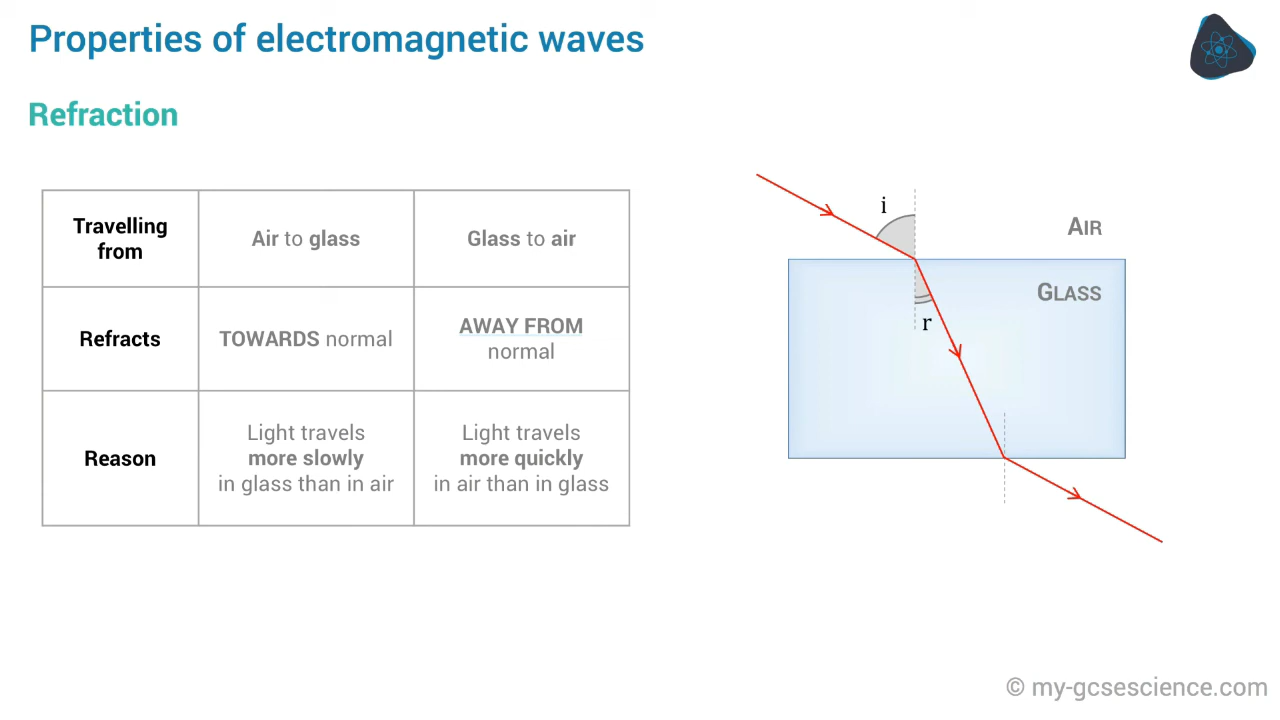 Properties of electromagnetic waves
Refraction
Travelling
from
Air to glass
Glass to air
Refracts
TOWARDS normal
AWAY FROM
normal
Reason
Light travels
more slowly
in glass than in air
Light travels
more quickly
in air than in glass
i
AIR
GLASS
r
© my-gcsescience.com